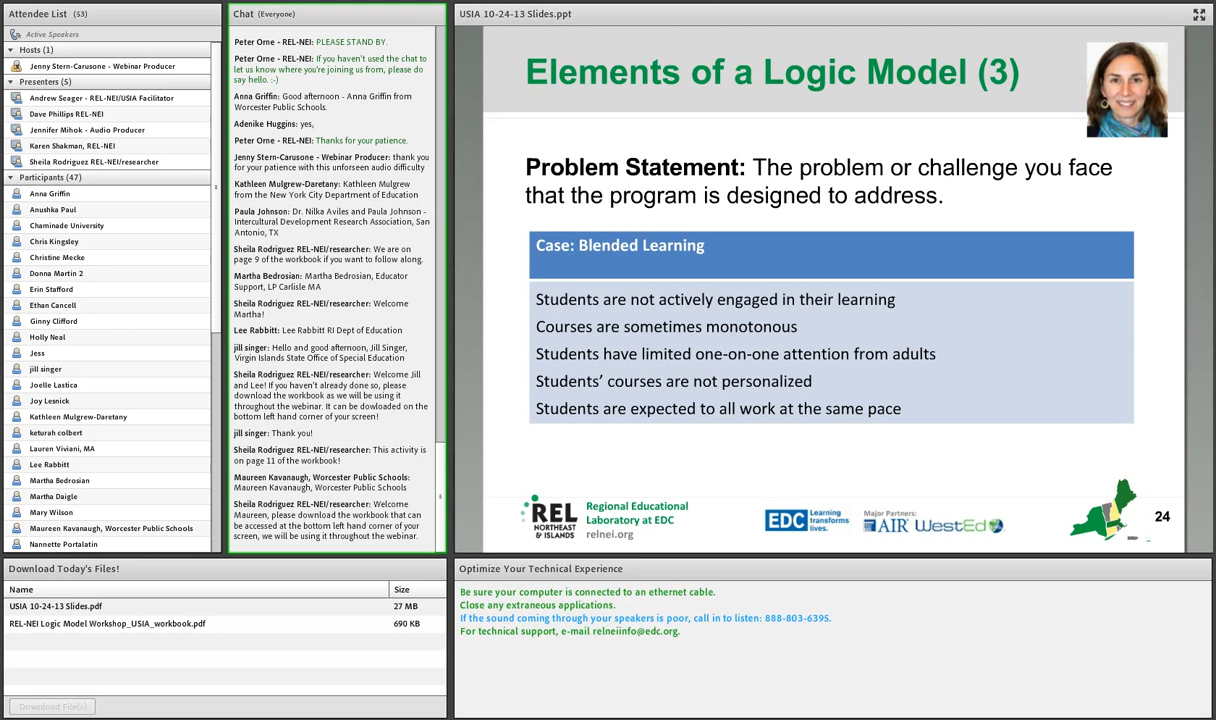 Attendee List (53)
Active Speakers
Hosts (1)
Jenny Stern-Carusone - Webinar Producer
Presenters (5)
Andrew Seager - REL-NEI/USIA Facilitator
Dave Phillips REL-NEI
Jennifer Mihok - Audio Producer
Karen Shakman, REL-NEI
Sheila Rodriguez REL-NEI/researcher
Participants (47)
Anna Griffin
Anushka Paul
Chaminade University
Chris Kingsley
Christine Mecke
Donna Martin 2
Erin Stafford
Ethan Cancell
Ginny Clifford
Holly Neal
Jess
jill singer
Joelle Lastica
Joy Lesnick
Kathleen Mulgrew-Daretany
keturah colbert
Lauren Viviani, MA
Lee Rabbitt
Martha Bedrosian
Martha Daigle
Mary Wilson
Maureen Kavanaugh, Worcester Public Schools
Nannette Portalatin
Chat (Everyone)
Peter Orne - REL-NEI: PLEASE STAND BY.
Peter Orne - REL-NEI: If you haven't used the chat to
let us know where you're joining us from, please do
say hello. :-)
Anna Griffin: Good afternoon - Anna Griffin from
Worcester Public Schools.
Adenike Huggins: yes,
Peter Orne - REL-NEI: Thanks for your patience.
Jenny Stern-Carusone - Webinar Producer: thank you
for your patience with this unforseen audio difficulty
Kathleen Mulgrew-Daretany: Kathleen Mulgrew
from the New York City Department of Education
Paula Johnson: Dr. Nilka Aviles and Paula Johnson -
Intercultural Development Research Association, San
Antonio, TX
Sheila Rodriguez REL-NEI/researcher: We are on
page 9 of the workbook if you want to follow along.
Martha Bedrosian: Martha Bedrosian, Educator
Support, LP Carlisle MA
Sheila Rodriguez REL-NEI/researcher: Welcome
Martha!
Lee Rabbitt: Lee Rabbitt RI Dept of Education
jill singer: Hello and good afternoon, Jill Singer,
Virgin Islands State Office of Special Education
Sheila Rodriguez REL-NEI/researcher: Welcome Jill
and Lee! If you haven't already done so, please
download the workbook as we will be using it
throughout the webinar. It can be dowloaded on the
bottom left hand corner of your screen!
jill singer: Thank you!
Sheila Rodriguez REL-NEI/researcher: This activity is
on page 11 of the workbook!
Maureen Kavanaugh, Worcester Public Schools:
Maureen Kavanaugh, Worcester Public Schools
Sheila Rodriguez REL-NEI/researcher: Welcome
Maureen, please download the workbook that can
be accessed at the bottom left hand corner of your
screen, we will be using it throughout the webinar.
USIA 10-24-13 Slides.ppt
Elements of a Logic Model (3)
Problem Statement: The problem or challenge you face
that the program is designed to address.
Case: Blended Learning
Students are not actively engaged in their learning
Courses are sometimes monotonous
Students have limited one-on-one attention from adults
Students' courses are not personalized
Students are expected to all work at the same pace
REL
NORTHEAST
& ISLANDS
Regional Educational
Laboratory at EDC
relnei.org
EDC Learning
transforms
lives.
Major Partners:
AIR WestEd
24
Download Today's Files!
Name Size
USIA 10-24-13 Slides.pdf 27 MB
REL-NEI Logic Model Workshop_USIA_workbook.pdf 690 KB
Download File(s)
Optimize Your Technical Experience
Be sure your computer is connected to an ethernet cable.
Close any extraneous applications.
If the sound coming through your speakers is poor, call in to listen: 888-803-6395.
For technical support, e-mail relneiinfo@edc.org.